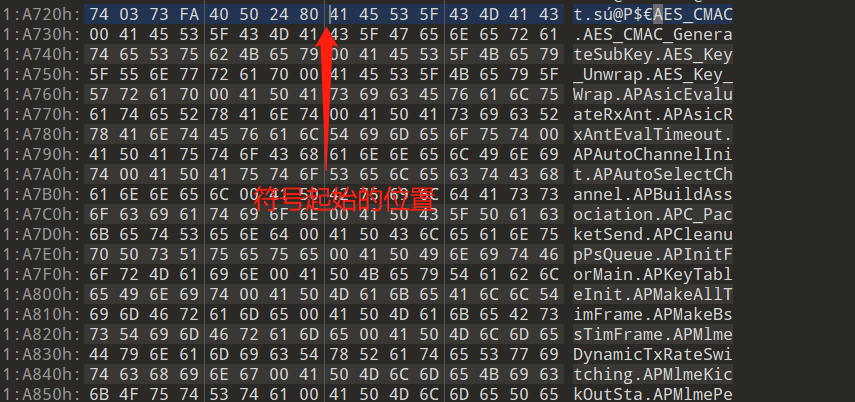 1:A720h: 74 03 73 FA 40 50 24 80 41 45 53 5F 43 4D 41 43 t.sú@P$€AES_CMAC
1:A730h: 00 41 45 53 5F 43 4D 41 43 5F 47 65 6E 65 72 61 .AES_CMAC_Genera
1:A740h: 74 65 53 75 62 4B 65 79 00 41 45 53 5F 4B 65 79 teSubKey.AES_Key
1:A750h: 5F 55 6E 77 72 61 70 00 41 45 53 5F 4B 65 79 5F _Unwrap.AES_Key_
1:A760h: 57 72 61 70 00 41 50 41 73 69 63 45 76 61 6C 75 Wrap.APAsicEvalu
1:A770h: 61 74 65 52 78 41 6E 74 00 41 50 41 73 69 63 52 ateRxAnt.APAsicR
1:A780h: 78 41 6E 74 45 76 61 6C 54 69 6D 65 6F 75 74 00 xAntEvalTimeout.
1:A790h: 41 50 41 75 74 6F 43 68 61 6E 6E 65 6C 49 6E 69 APAutoChannelIni
1:A7A0h: 74 00 41 50 41 75 74 6F 53 65 6C 65 63 74 43 68 t.APAutoSelectCh
1:A7B0h: 61 6E 6E 65 6C 00 41 50 42 75 69 6C 64 41 73 73 annel.APBuildAss
符号起始的位置
1:A7C0h: 6F 63 69 61 74 69 6F 6E 00 41 50 43 5F 50 61 63 ociation.APC_Pac
1:A7D0h: 6B 65 74 53 65 6E 64 00 41 50 43 6C 65 61 6E 75 ketSend.APCleanu
1:A7E0h: 70 50 73 51 75 65 75 65 00 41 50 49 6E 69 74 46 pPsQueue.APInitF
1:A7F0h: 6F 72 4D 61 69 6E 00 41 50 4B 65 79 54 61 62 6C orMain.APKeyTabl
1:A800h: 65 49 6E 69 74 00 41 50 4D 61 6B 65 41 6C 6C 54 eInit.APMakeAllT
1:A810h: 69 6D 46 72 61 6D 65 00 41 50 4D 61 6B 65 42 73 imFrame.APMakeBs
1:A820h: 73 54 69 6D 46 72 61 6D 65 00 41 50 4D 6C 6D 65 sTimFrame.APMlme
1:A830h: 44 79 6E 61 6D 69 63 54 78 52 61 74 65 53 77 69 DynamicTxRateSwi
1:A840h: 74 63 68 69 6E 67 00 41 50 4D 6C 6D 65 4B 69 63 tching.APMlmeKic
1:A850h: 6B 4F 75 74 53 74 61 00 41 50 4D 6C 6D 65 50 65 kOutSta.APMlmePe